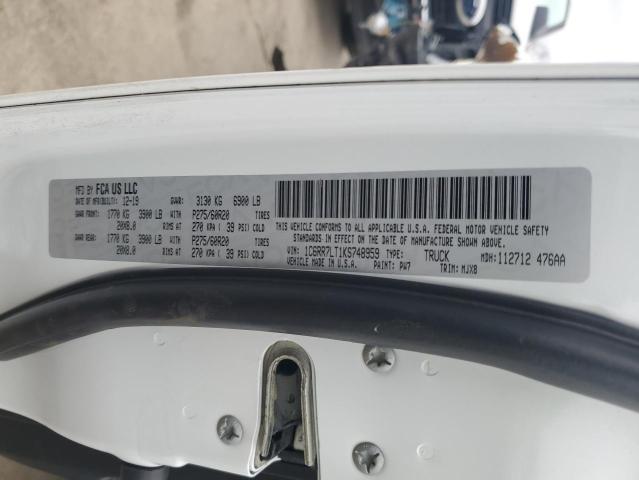 MFD BY FCA US LLC
DATE OF MFG(BUILT): 12-19 GVWR: 3130 KG 6900 LB
GAWR FRONT: 1770 KG 3900 LB WITH P275/60R20 TIRES
20X8.0 RIMS AT 270 KPA ( 39 PSI) COLD
GAWR REAR: 1770 KG 3900 LB WITH P275/60R20 TIRES
20X8.0 RIMS AT 270 KPA ( 39 PSI) COLD
THIS VEHICLE CONFORMS TO ALL APPLICABLE U.S.A. FEDERAL MOTOR VEHICLE SAFETY
STANDARDS IN EFFECT ON THE DATE OF MANUFACTURE SHOWN ABOVE.
VIN: 1C6RR7LT1KS748959 TYPE: TRUCK MDH: 112712 476AA
MADE IN U.S.A. PAINT: PW7 TRIM: MJX8